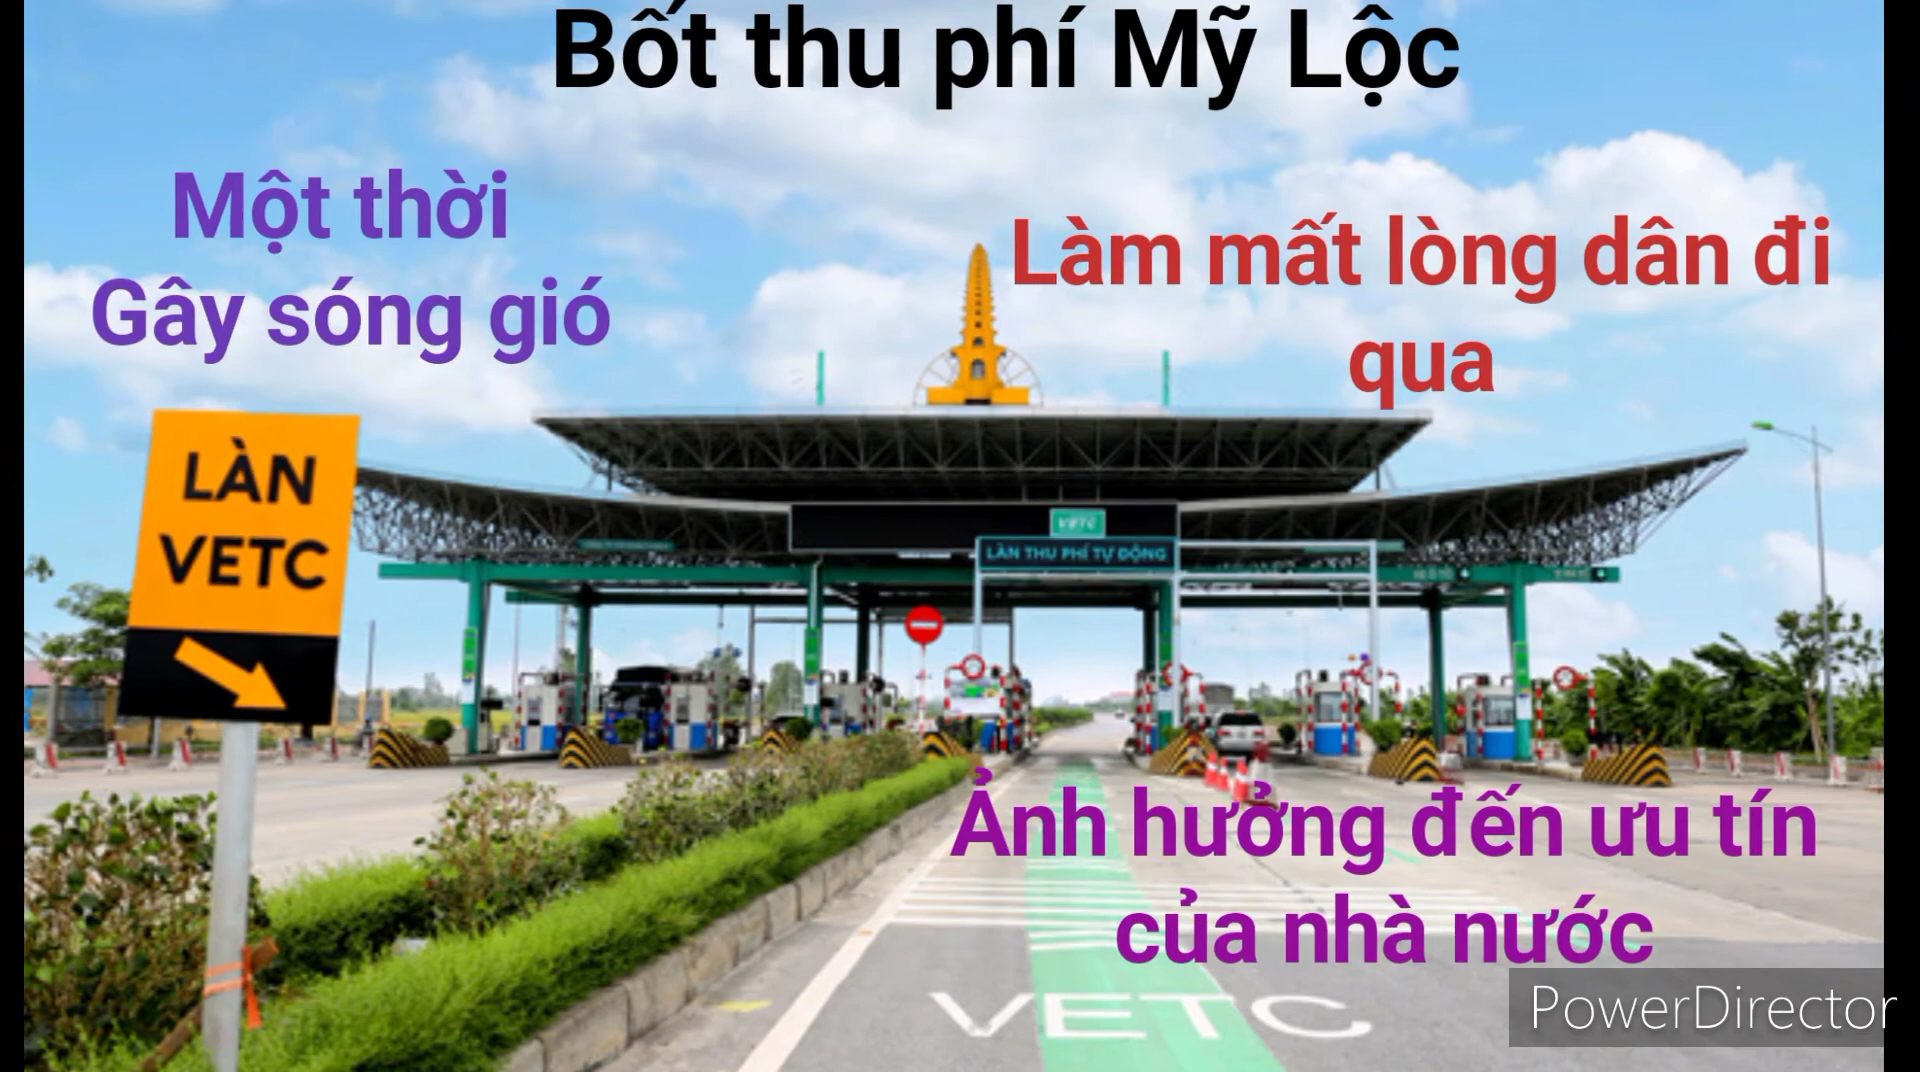 Bốt thu phí Mỹ Lộc
Một thời
Gây sóng gió
Làm mất lòng dân đi
qua
LÀN
VETC
VETC
LÀN THU PHÍ TỰ ĐỘNG
Ảnh hưởng đến ưu tín
của nhà nước
VETC
PowerDirector